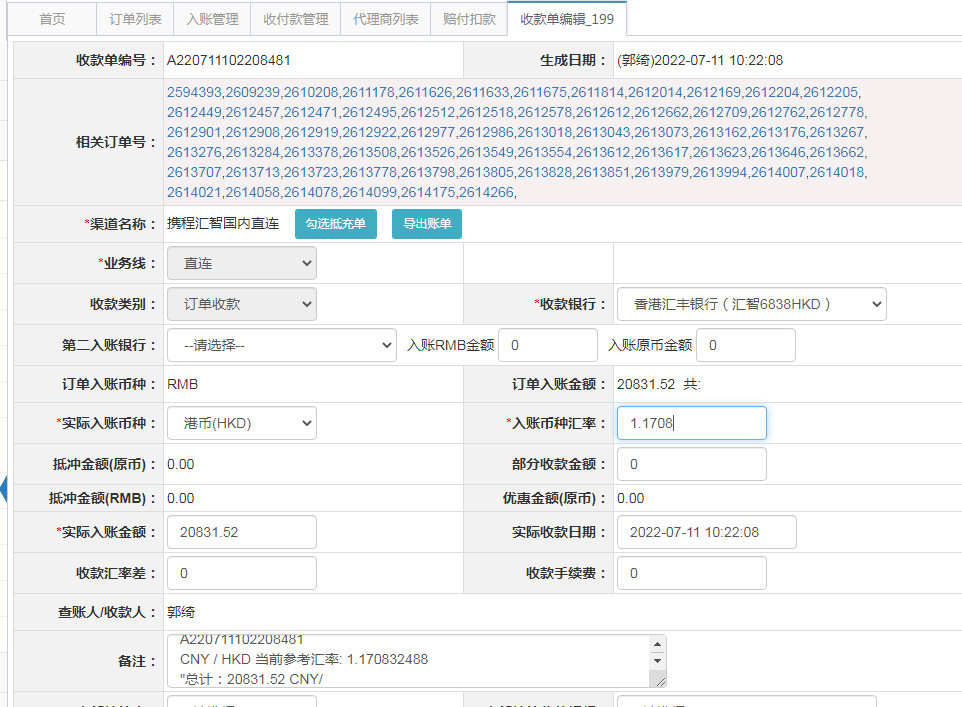 首页 订单列表 入账管理 收付款管理 代理商列表 赔付扣款 收款单编辑_199
收款单编号： A220711102208481 生成日期： (郭绮)2022-07-11 10:22:08
相关订单号：
2594393,2609239,2610208,2611178,2611626,2611633,2611675,2611814,2612014,2612169,2612204,2612205,
2612449,2612457,2612471,2612495,2612512,2612518,2612578,2612612,2612662,2612709,2612762,2612778,
2612901,2612908,2612919,2612922,2612977,2612986,2613018,2613043,2613073,2613162,2613176,2613267,
2613276,2613284,2613378,2613508,2613526,2613549,2613554,2613612,2613617,2613623,2613646,2613662,
2613707,2613713,2613723,2613778,2613798,2613805,2613828,2613851,2613979,2613994,2614007,2614018,
2614021,2614058,2614078,2614099,2614175,2614266,
*渠道名称： 携程汇智国内直连 勾选抵充单 导出账单
*业务线： 直连
收款类别： 订单收款 *收款银行： 香港汇丰银行（汇智6838HKD）
第二入账银行： --请选择-- 入账RMB金额 0 入账原币金额 0
订单入账币种： RMB 订单入账金额： 20831.52 共:
*实际入账币种： 港币(HKD) *入账币种汇率： 1.1708
抵冲金额(原币)： 0.00 部分收款金额： 0
抵冲金额(RMB)： 0.00 优惠金额(原币)： 0.00
*实际入账金额： 20831.52 实际收款日期： 2022-07-11 10:22:08
收款汇率差： 0 收款手续费： 0
查账人/收款人： 郭绮
备注：
A220711102208481
CNY / HKD 当前参考汇率: 1.170832488
"总计：20831.52 CNY/